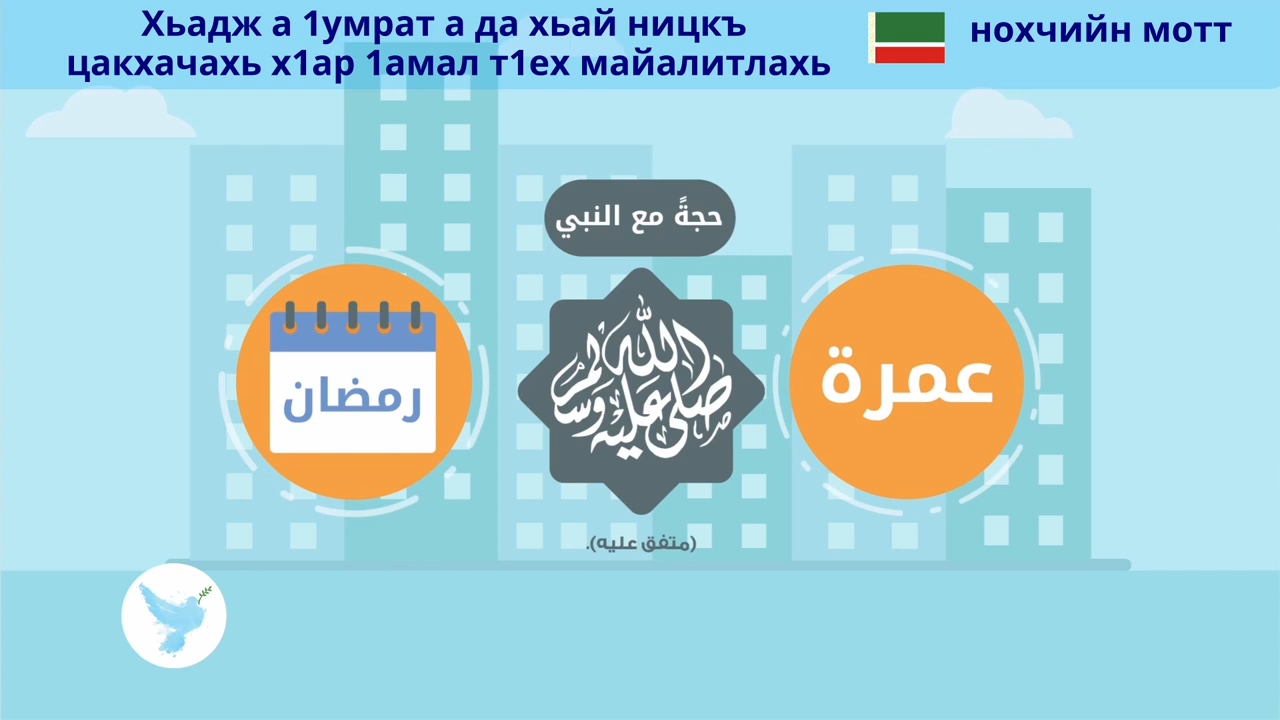 Хьадж а 1умрат а да хьай ницкъ
цакхачахь х1ар 1амал т1ех майалитлахь
нохчийн мотт
حجةً مع النبي
صلى الله عليه وسلم
عمرة
رمضان
(متفق عليه).